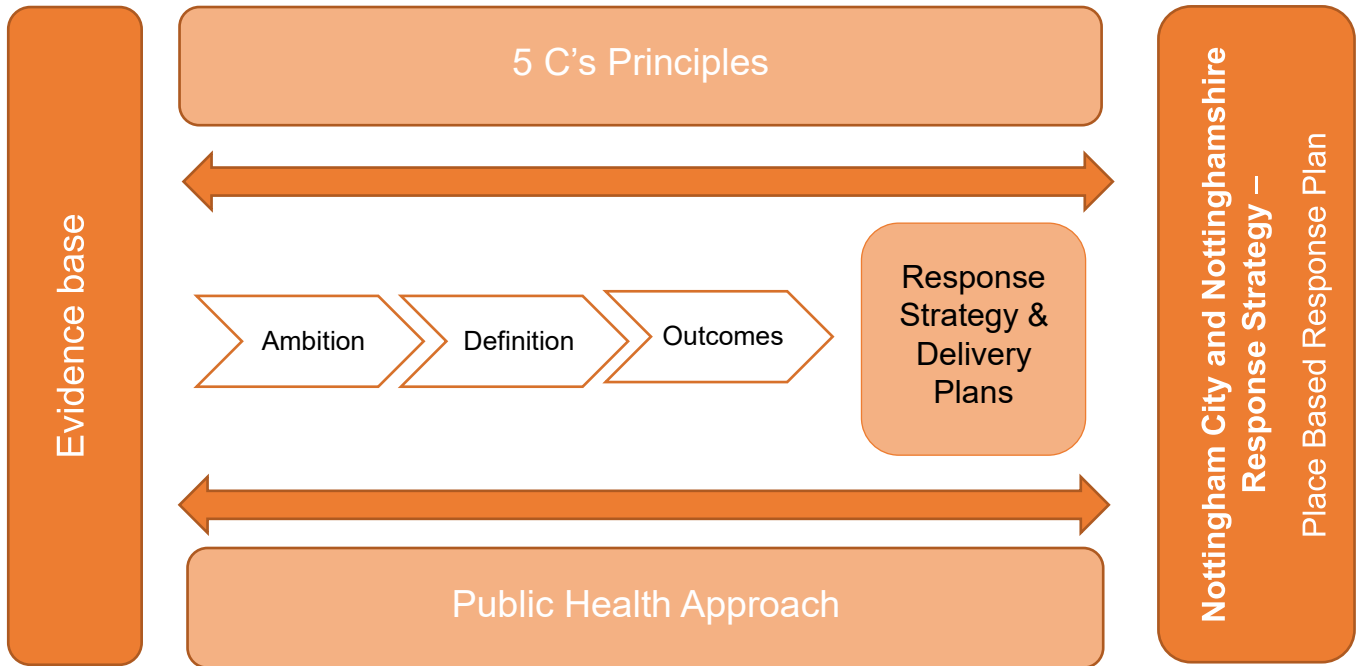 Evidence base
5 C's Principles
Ambition
Definition
Outcomes
Response
Strategy &
Delivery
Plans
Public Health Approach
Nottingham City and Nottinghamshire
Response Strategy –
Place Based Response Plan